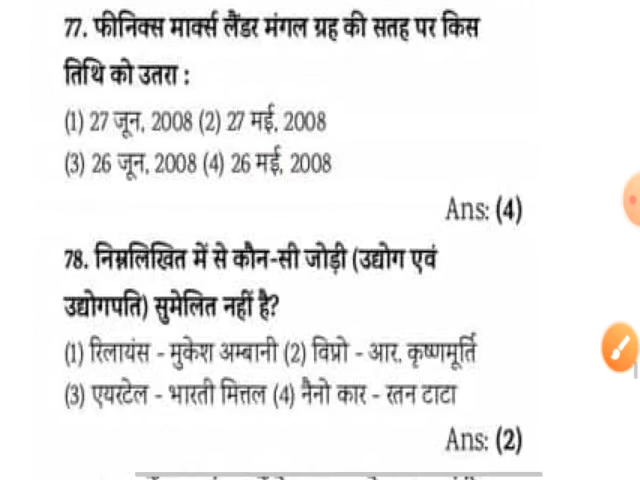 77. फीनिक्स मार्क्स लैंडर मंगल ग्रह की सतह पर किस
तिथि को उतरा :
(1) 27 जून, 2008 (2) 27 मई, 2008
(3) 26 जून, 2008 (4) 26 मई, 2008
Ans: (4)
78. निम्नलिखित में से कौन-सी जोड़ी (उद्योग एवं
उद्योगपति) सुमेलित नहीं है?
(1) रिलायंस - मुकेश अम्बानी (2) विप्रो - आर. कृष्णमूर्ति
(3) एयरटेल - भारती मित्तल (4) नैनो कार - रतन टाटा
Ans: (2)